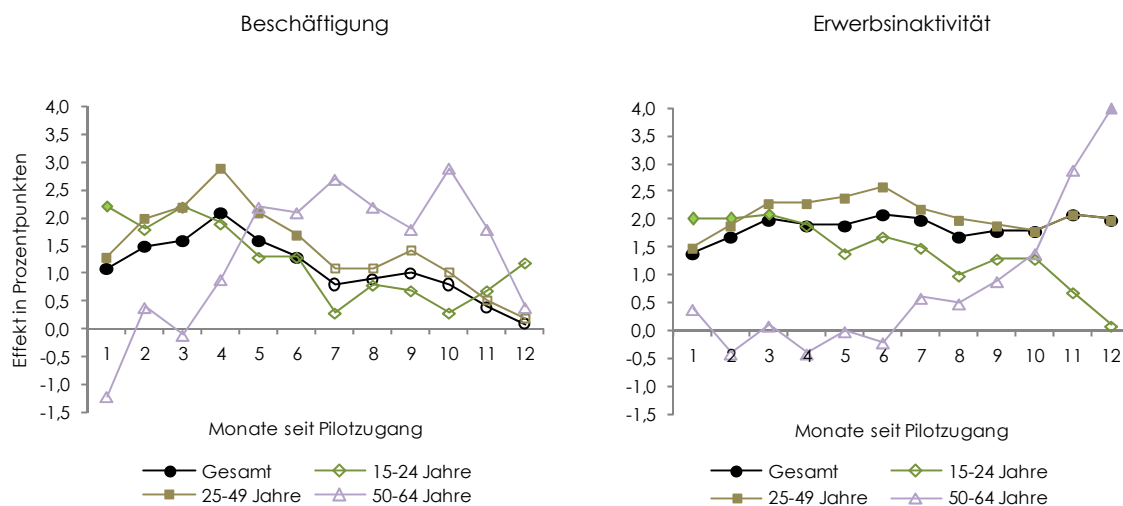 Beschäftigung
Effekt in Prozentpunkten
4,0
3,5
3,0
2,5
2,0
1,5
1,0
0,5
0,0
-0,5
-1,0
-1,5
1 2 3 4 5 6 7 8 9 10 11 12
Monate seit Pilotzugang
Gesamt 15-24 Jahre
25-49 Jahre 50-64 Jahre
Erwerbsinaktivität
4,0
3,5
3,0
2,5
2,0
1,5
1,0
0,5
0,0
-0,5
-1,0
-1,5
1 2 3 4 5 6 7 8 9 10 11 12
Monate seit Pilotzugang
Gesamt 15-24 Jahre
25-49 Jahre 50-64 Jahre